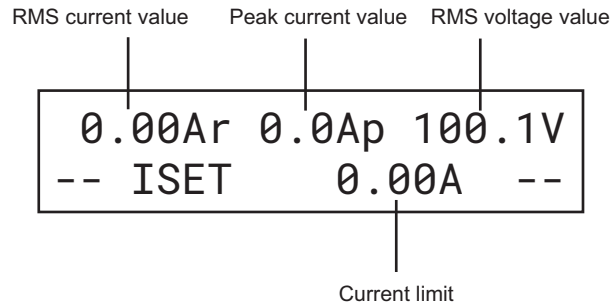 RMS current value Peak current value RMS voltage value
0.00Ar 0.0Ap 100.1V
-- ISET 0.00A --
Current limit